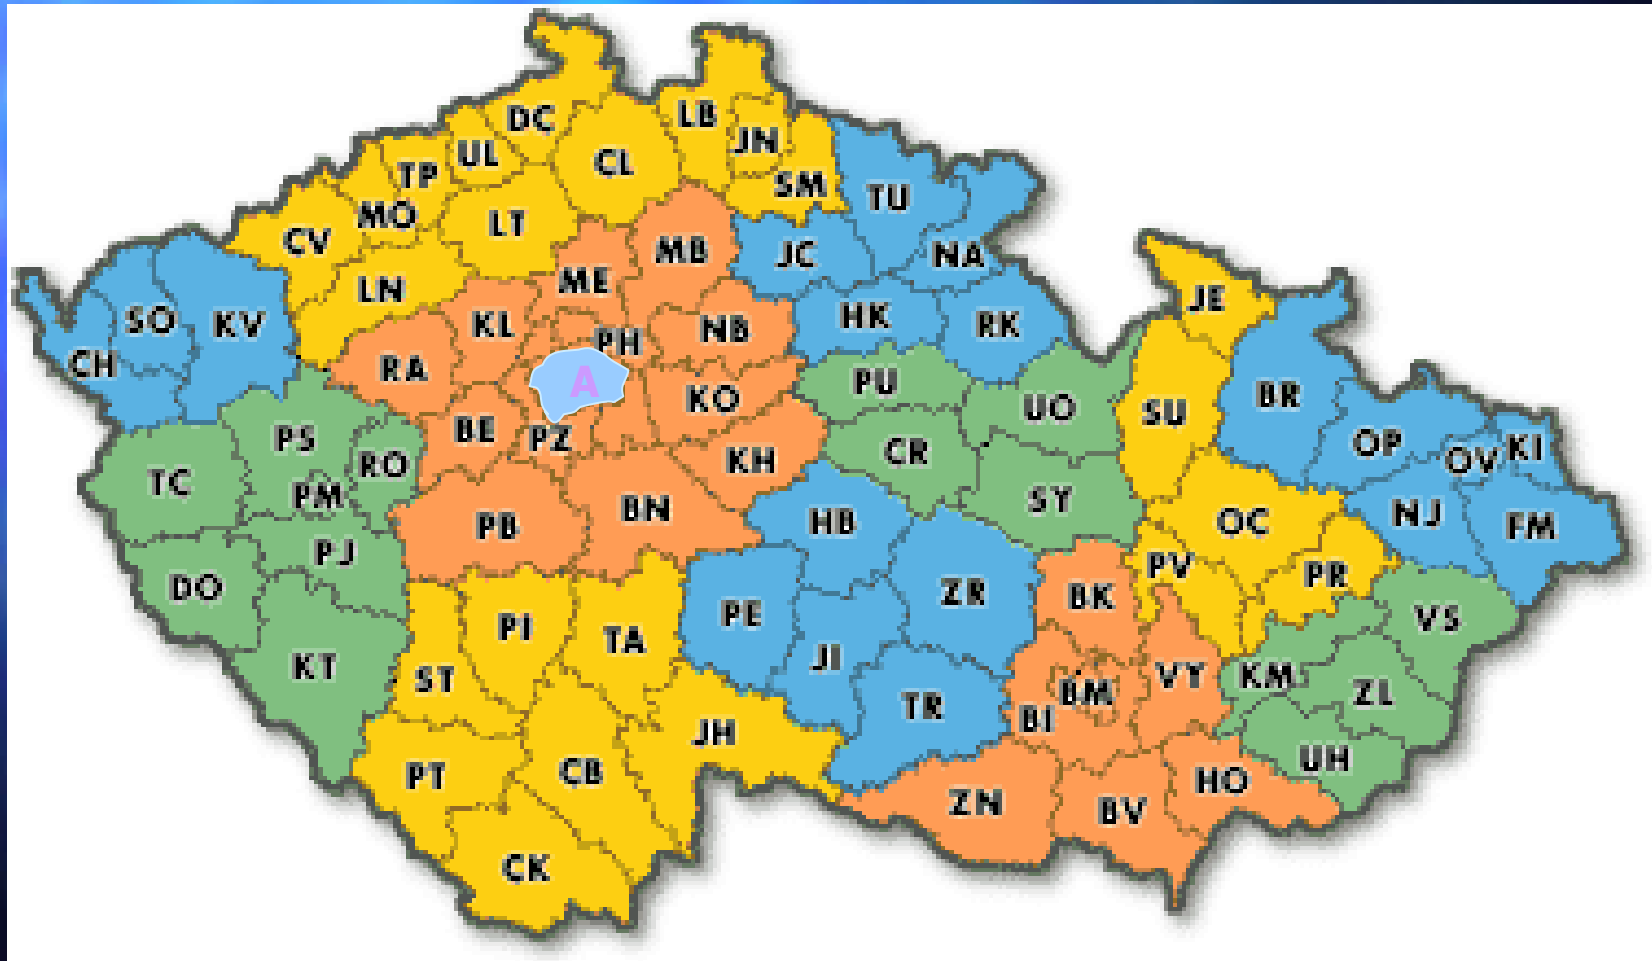 DC
LB
JN
UL
CL
TP
SM
MO
LT
TU
CV
MB
JC
NA
LN
ME
JE
SO
KV
KL
PH
NB
HK
RK
CH
RA
A
KO
PU
UO
SU
BR
BE
PZ
PS
RO
KH
CR
OP
OV
KI
TC
PM
PB
BN
HB
SY
OC
NJ
FM
PJ
DO
PI
TA
PE
ZR
BK
PV
PR
VS
KT
ST
JI
BM
VY
KM
ZL
TR
BI
JH
PT
CB
UH
ZN
BV
HO
CK